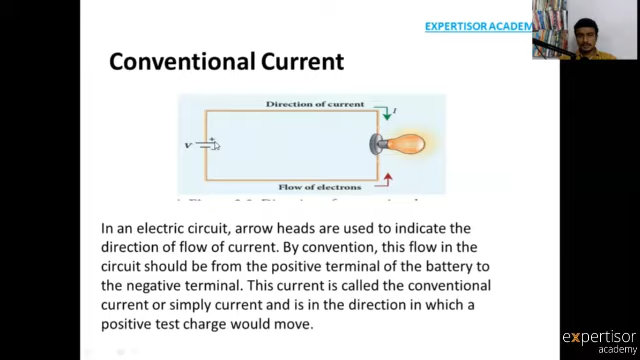 EXPERTISOR ACADEM
Conventional Current
Direction of current
I
+
V
Flow of electrons
In an electric circuit, arrow heads are used to indicate the
direction of flow of current. By convention, this flow in the
circuit should be from the positive terminal of the battery to
the negative terminal. This current is called the conventional
current or simply current and is in the direction in which a
positive test charge would move.
expertisor
academy